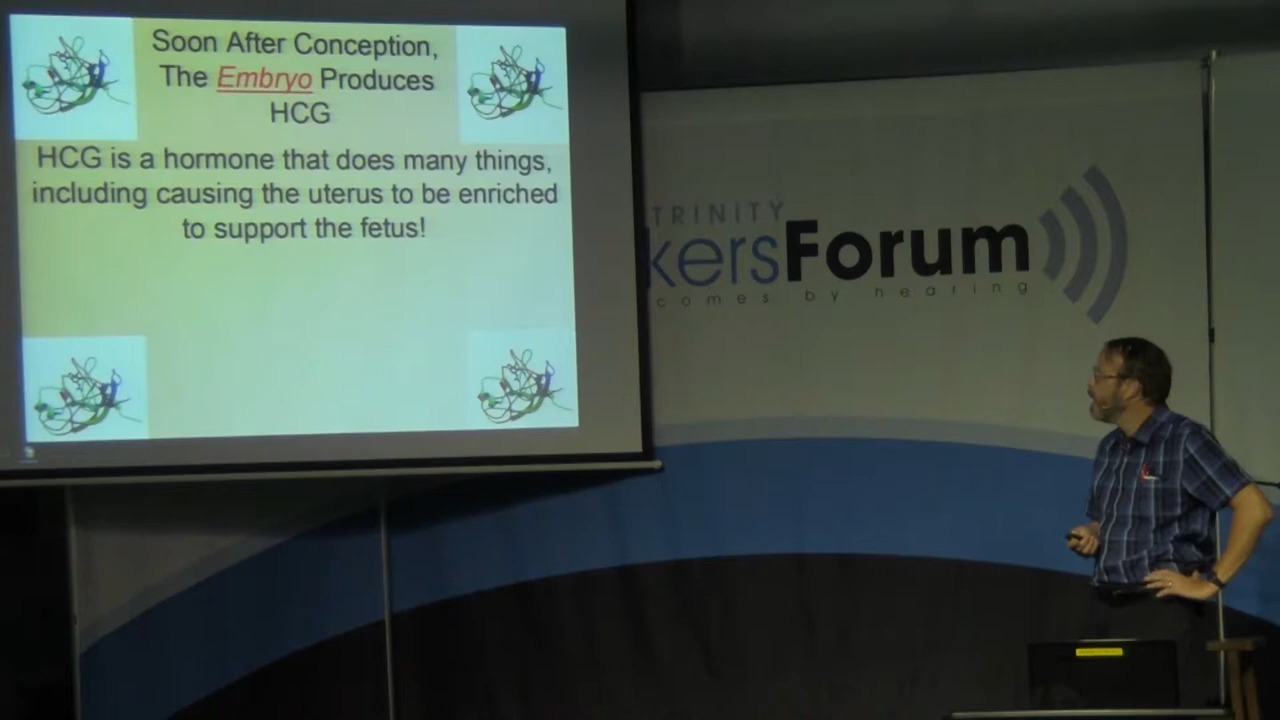 Soon After Conception,
The Embryo Produces
HCG
HCG is a hormone that does many things,
including causing the uterus to be enriched
to support the fetus!
TRINITY
kersForum
comes by hearing